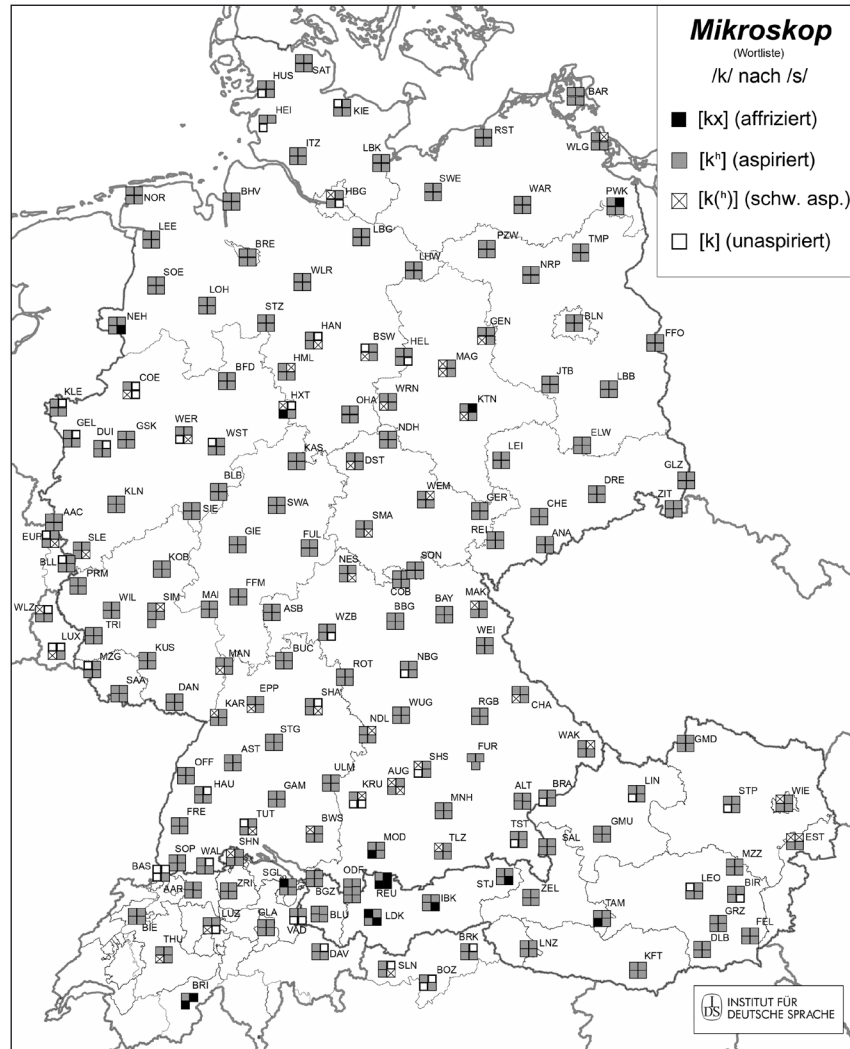 Mikroskop
(Wortliste)
/k/ nach /s/
[kx] (affriziert)
[kʰ] (aspiriert)
[k(ʰ)] (schw. asp.)
[k] (unaspiriert)
SAT
HUS
HEI
KIE
BAR
RST
WLG
ITZ
LBK
NOR
BHV
HBG
SWE
WAR
PWK
LEE
BRE
LBG
PZW
TMP
SOE
LOH
WLR
LHW
NRP
NEH
STZ
HAN
BSW
HEL
GEN
BLN
FFO
COE
BFD
HML
MAG
JTB
LBB
KLE
HXT
OHA
WRN
KTN
GEL
DUI
GSK
WER
WST
NDH
ELW
KAS
DST
LEI
GLZ
BLB
KLN
SIE
SWA
WEM
GER
CHE
DRE
ZIT
AAC
EUP
SLE
GIE
FUL
SMA
REI
ANA
BLL
PRM
KOB
NES
SON
COB
WLZ
WIL
SIM
MAI
FFM
ASB
BBG
BAY
MAK
TRI
WZB
WEI
LUX
MZG
KUS
MAN
BUC
ROT
NBG
SAA
DAN
KAR
EPP
SHA
WUG
RGB
CHA
STG
NDL
WAK
GMD
OFF
AST
ULM
KRU
AUG
SHS
FUR
HAU
GAM
MNH
ALT
BRA
LIN
STP
WIE
FRE
TUT
BWS
TST
GMU
EST
SHN
MOD
TLZ
SAL
SOP
WAL
BAS
MZZ
AAR
ZRI
SGL
BGZ
ODF
REU
STJ
ZEL
LEO
BIR
BIE
LUZ
GLA
VAD
BLU
LDK
IBK
TAM
GRZ
FEL
THU
DAV
BRK
LNZ
DLB
SLN
BOZ
KFT
BRI
IDS
INSTITUT FÜR
DEUTSCHE SPRACHE